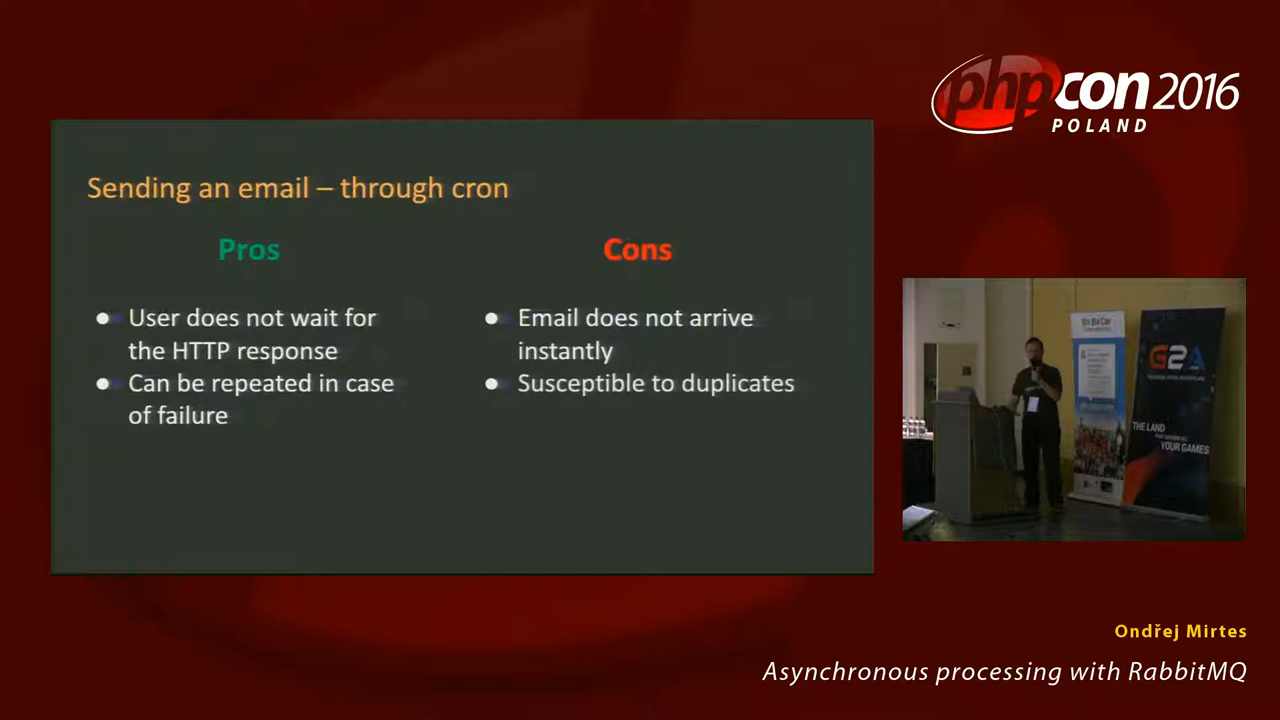 phpcon 2016
POLAND
Sending an email – through cron
Pros
Cons
● User does not wait for
the HTTP response
● Can be repeated in case
of failure
● Email does not arrive
instantly
● Susceptible to duplicates
G2A
THE LAND
YOUR GAMES
Ondřej Mirtes
Asynchronous processing with RabbitMQ